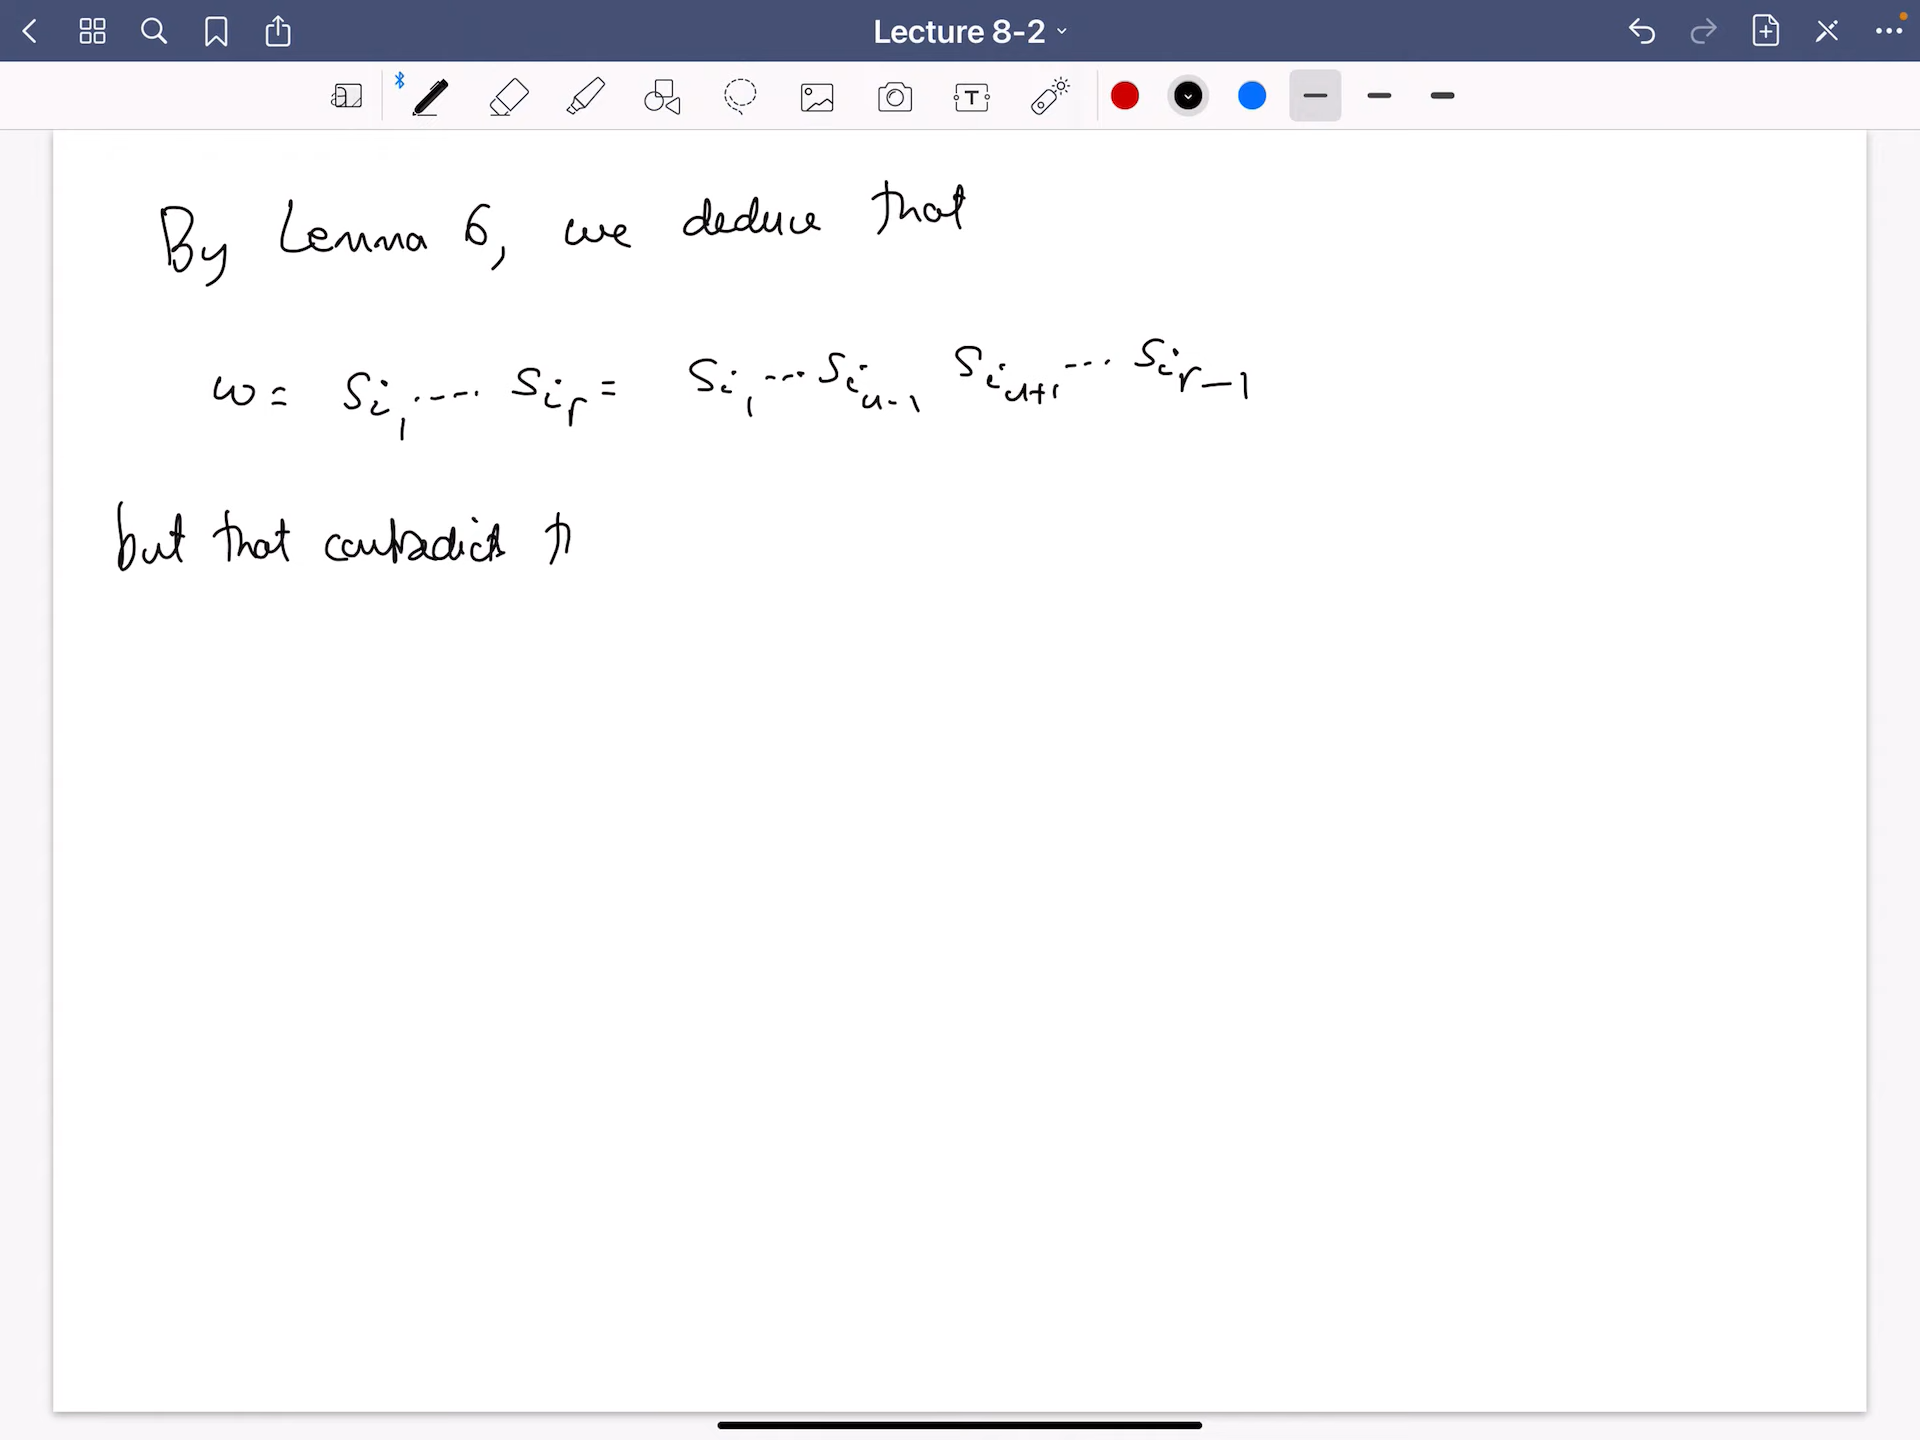 Lecture 8-2
By Lemma 6, we deduce that
w = s_{i_1} ---- s_{i_r} = s_{i_1} --- s_{i_{u-1}} s_{i_{u+1}} --- s_{i_{r-1}}
but that contradicts